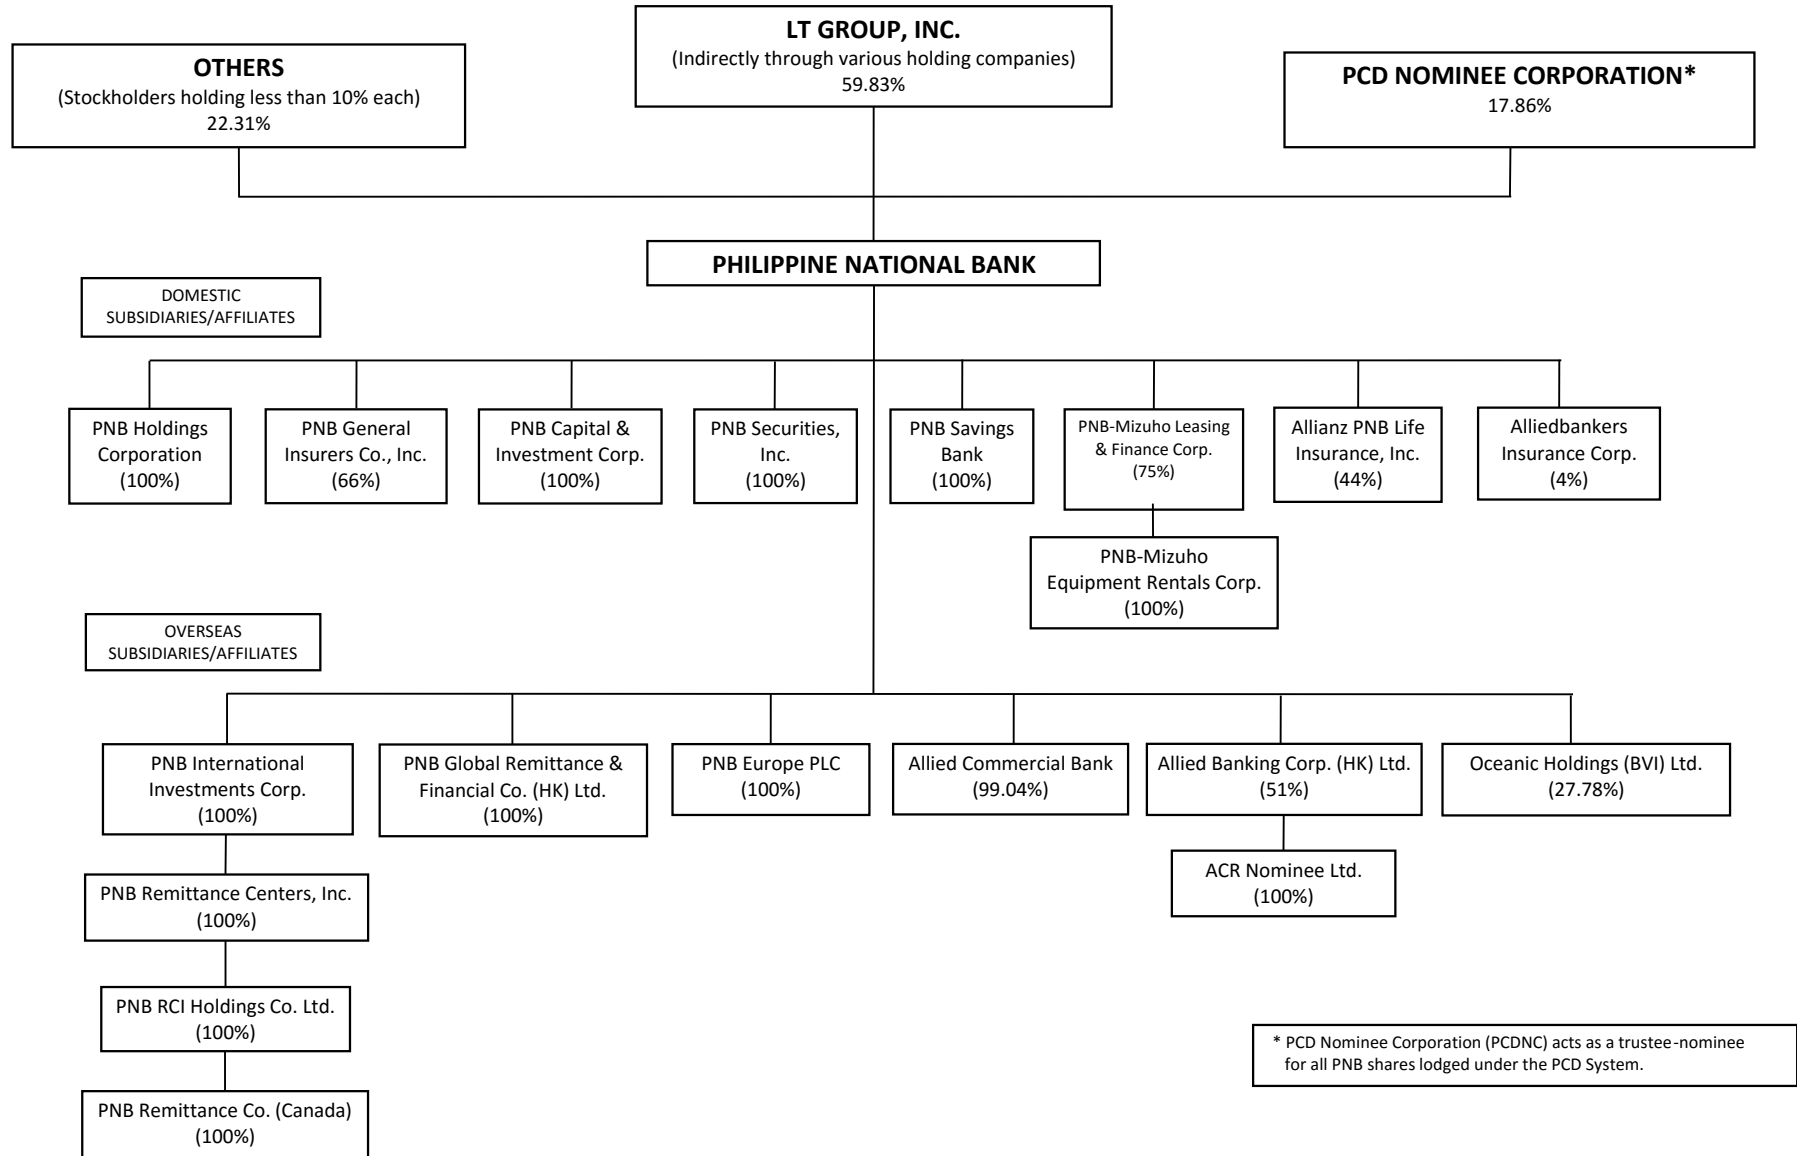 LT GROUP, INC.
(Indirectly through various holding companies)
59.83%
OTHERS
(Stockholders holding less than 10% each)
22.31%
PCD NOMINEE CORPORATION*
17.86%
PHILIPPINE NATIONAL BANK
DOMESTIC
SUBSIDIARIES/AFFILIATES
PNB Holdings
Corporation
(100%)
PNB General
Insurers Co., Inc.
(66%)
PNB Capital &
Investment Corp.
(100%)
PNB Securities,
Inc.
(100%)
PNB Savings
Bank
(100%)
PNB-Mizuho Leasing
& Finance Corp.
(75%)
Allianz PNB Life
Insurance, Inc.
(44%)
Alliedbankers
Insurance Corp.
(4%)
PNB-Mizuho
Equipment Rentals Corp.
(100%)
OVERSEAS
SUBSIDIARIES/AFFILIATES
PNB International
Investments Corp.
(100%)
PNB Global Remittance &
Financial Co. (HK) Ltd.
(100%)
PNB Europe PLC
(100%)
Allied Commercial Bank
(99.04%)
Allied Banking Corp. (HK) Ltd.
(51%)
Oceanic Holdings (BVI) Ltd.
(27.78%)
PNB Remittance Centers, Inc.
(100%)
ACR Nominee Ltd.
(100%)
PNB RCI Holdings Co. Ltd.
(100%)
PNB Remittance Co. (Canada)
(100%)
* PCD Nominee Corporation (PCDNC) acts as a trustee-nominee
for all PNB shares lodged under the PCD System.